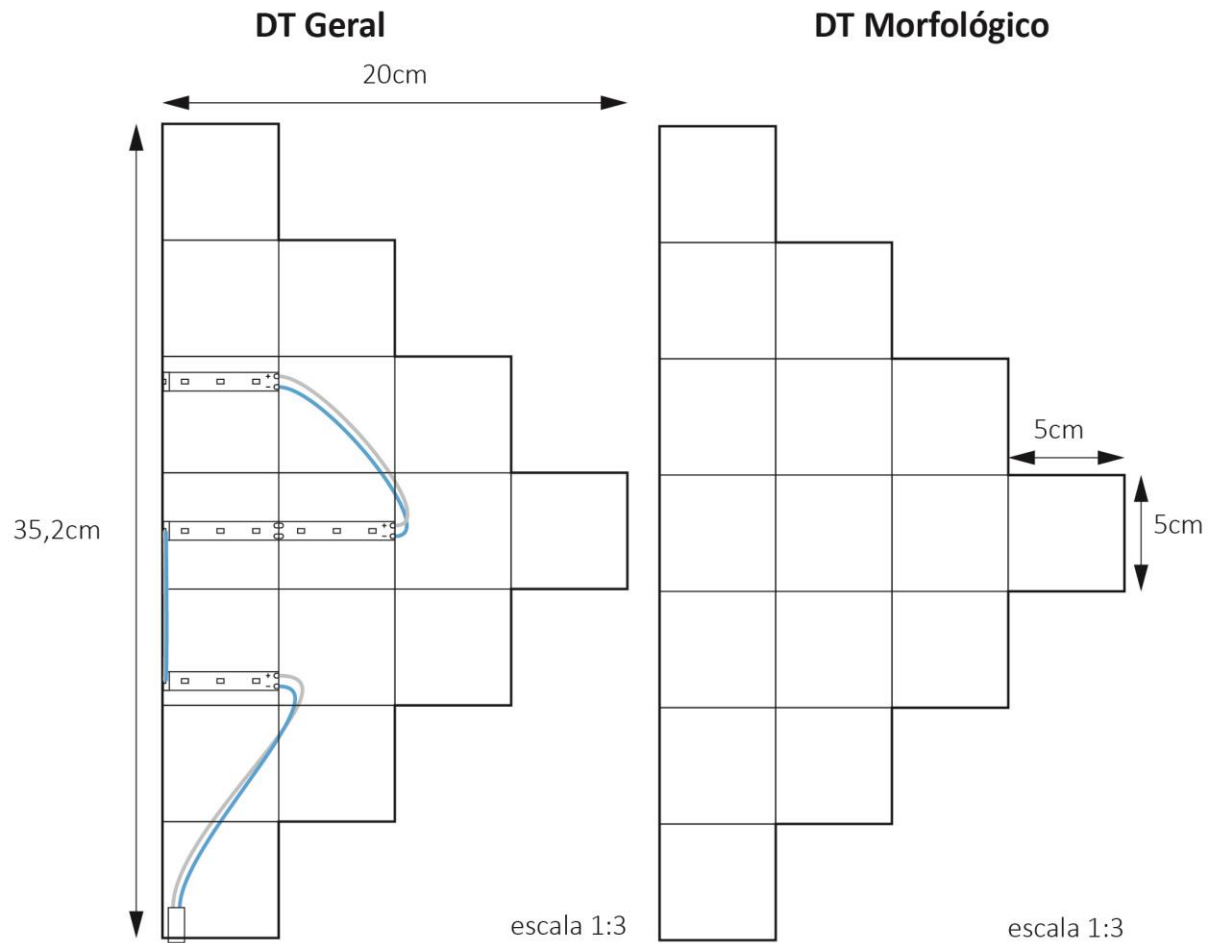 DT Geral
DT Morfológico
20cm
5cm
5cm
35,2cm
+
-
+
-
+
-
escala 1:3
escala 1:3